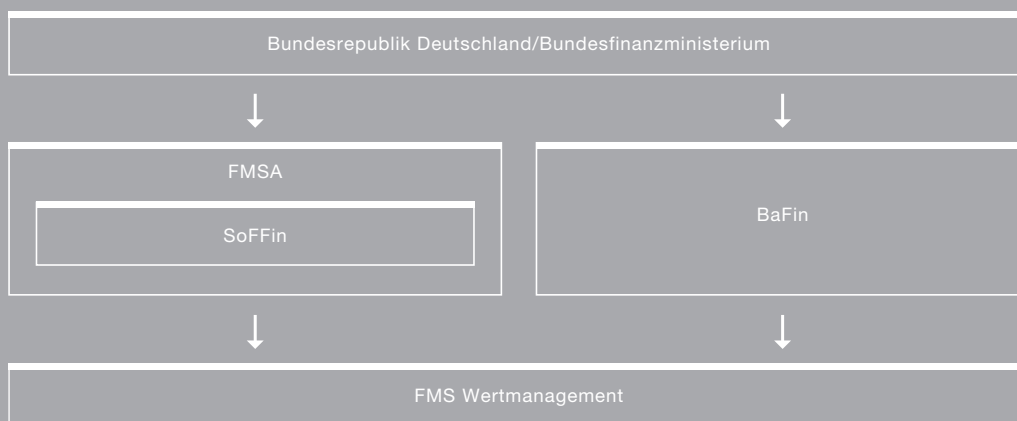 Bundesrepublik Deutschland/Bundesfinanzministerium
FMSA
SoFFin
BaFin
FMS Wertmanagement